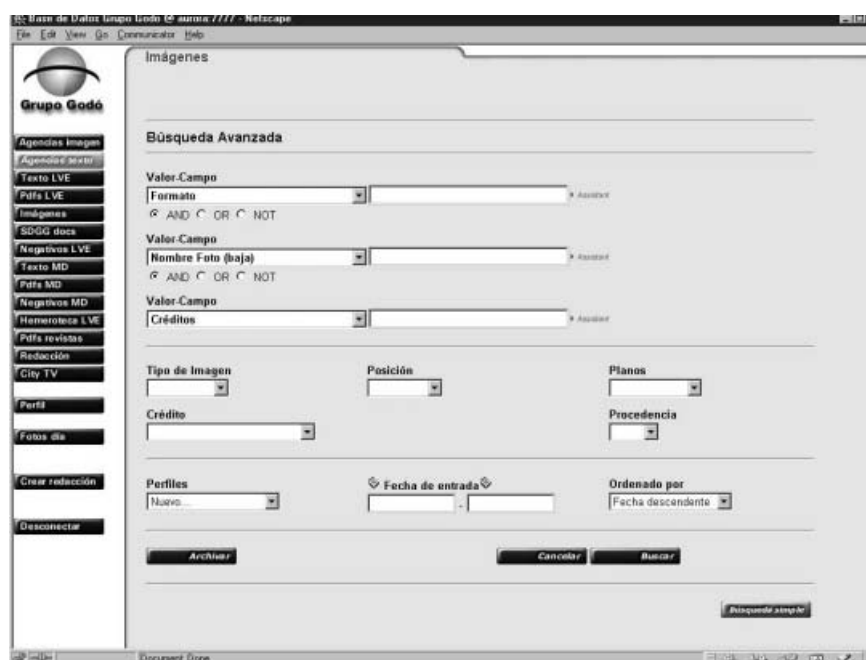 Base de Datos Grupo Godó @ aurora:7777 - Netscape
File Edit View Go Communicator Help
Grupo Godó
Agencias imagen
Agencias texto
Texto LVE
Pdfs LVE
Imágenes
SDGG docs
Negativos LVE
Texto MD
Pdfs MD
Negativos MD
Hemeroteca LVE
Pdfs revistas
Redacción
City TV
Perfil
Fotos día
Crear redacción
Desconectar
Imágenes
Búsqueda Avanzada
Valor-Campo
Formato
Assistant
AND OR NOT
Valor-Campo
Nombre Foto (baja)
Assistant
AND OR NOT
Valor-Campo
Créditos
Assistant
Tipo de Imagen Posición Planos
Crédito Procedencia
Perfiles Fecha de entrada Ordenado por
Nuevo... - Fecha descendente
Archivar Cancelar Buscar
Búsqueda simple
Document Done